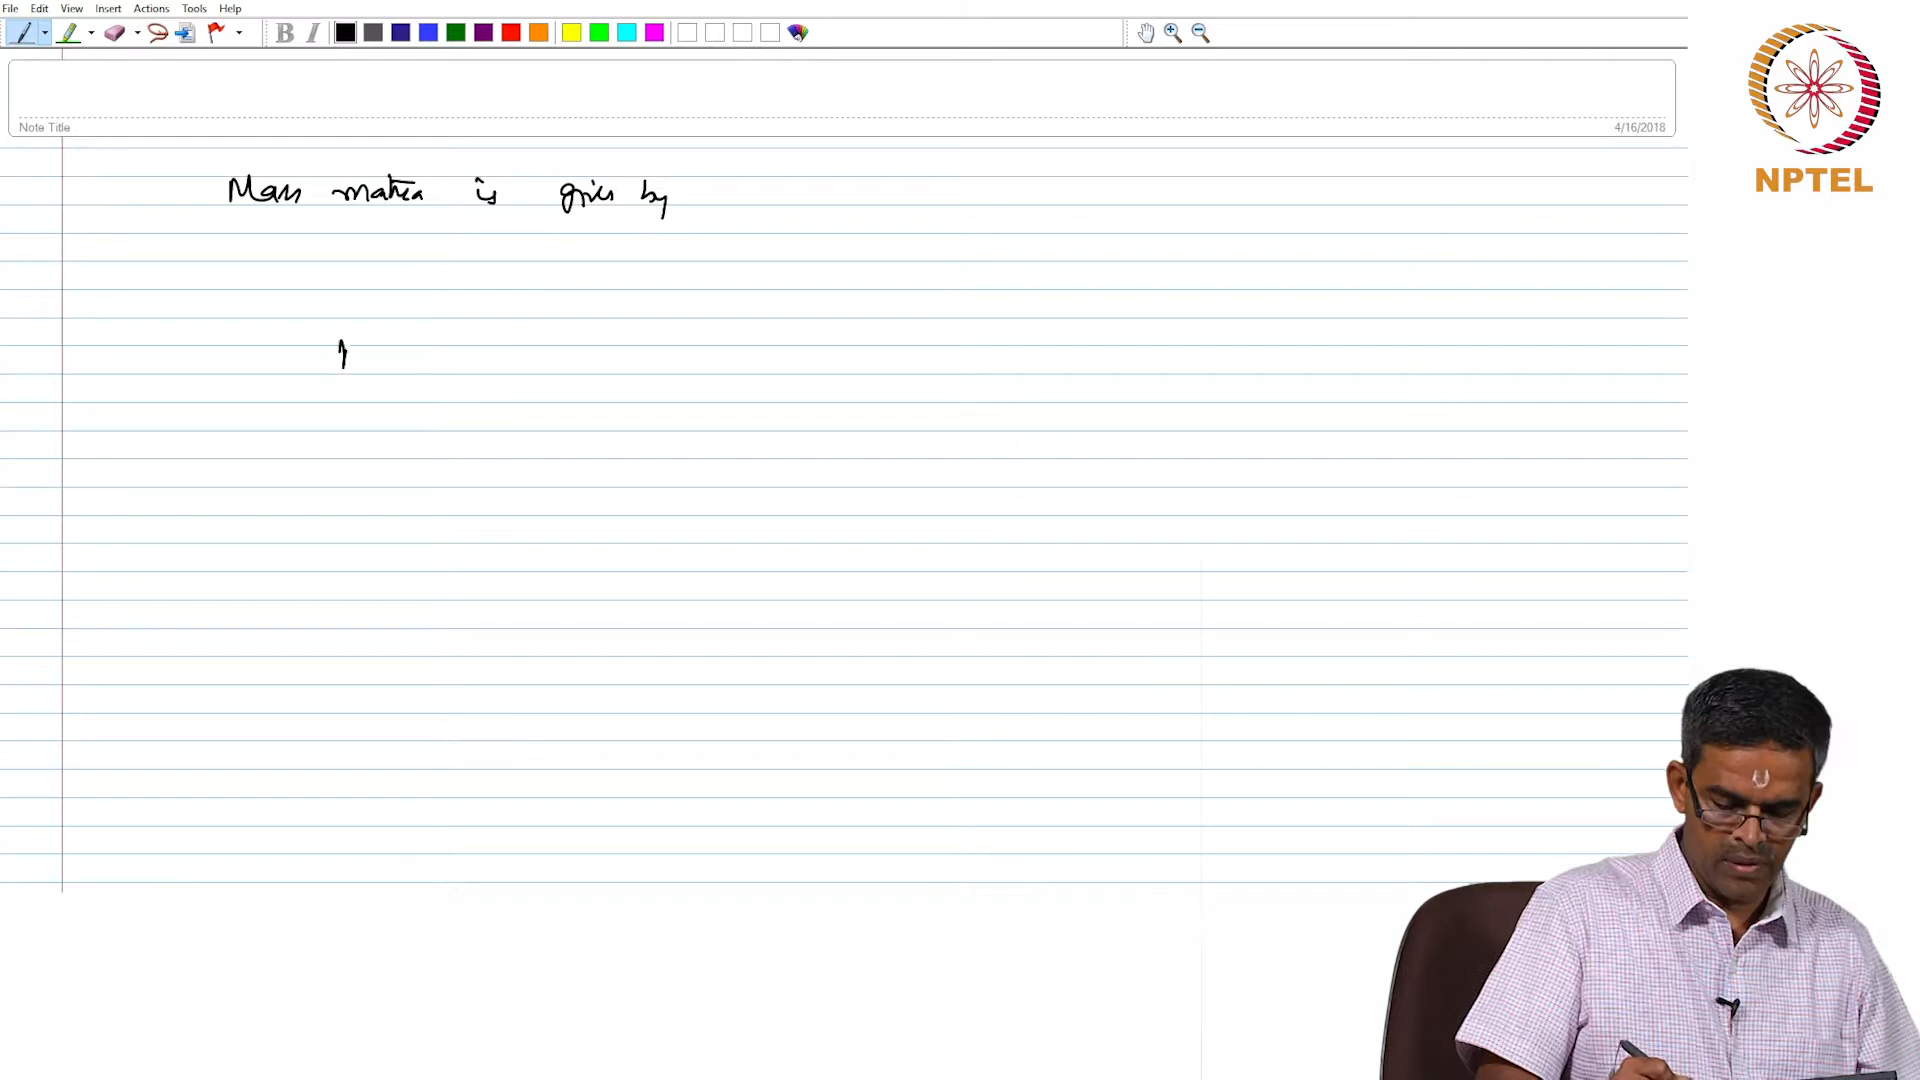 File Edit View Insert Actions Tools Help
B I
Note Title
4/16/2018
NPTEL
Mass matrix is given by